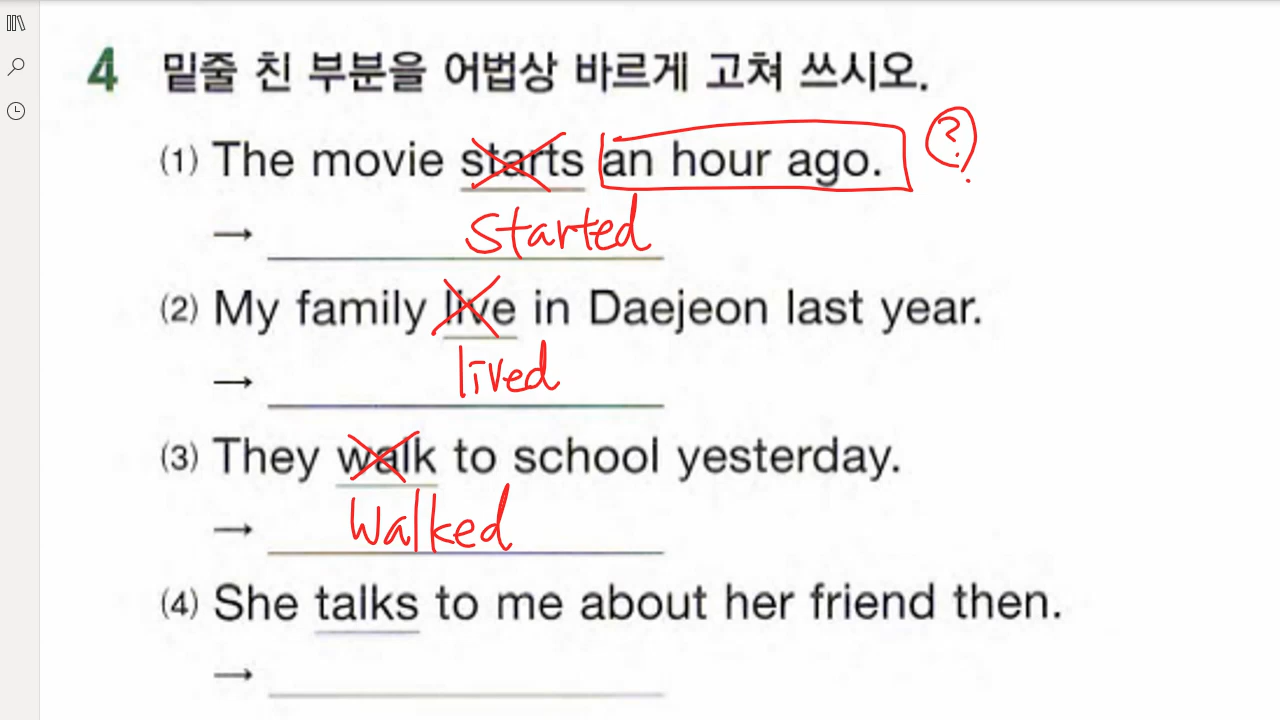 4 밑줄 친 부분을 어법상 바르게 고쳐 쓰시오.
(1) The movie starts an hour ago. ?
→ started
(2) My family live in Daejeon last year.
→ lived
(3) They walk to school yesterday.
→ walked
(4) She talks to me about her friend then.
→